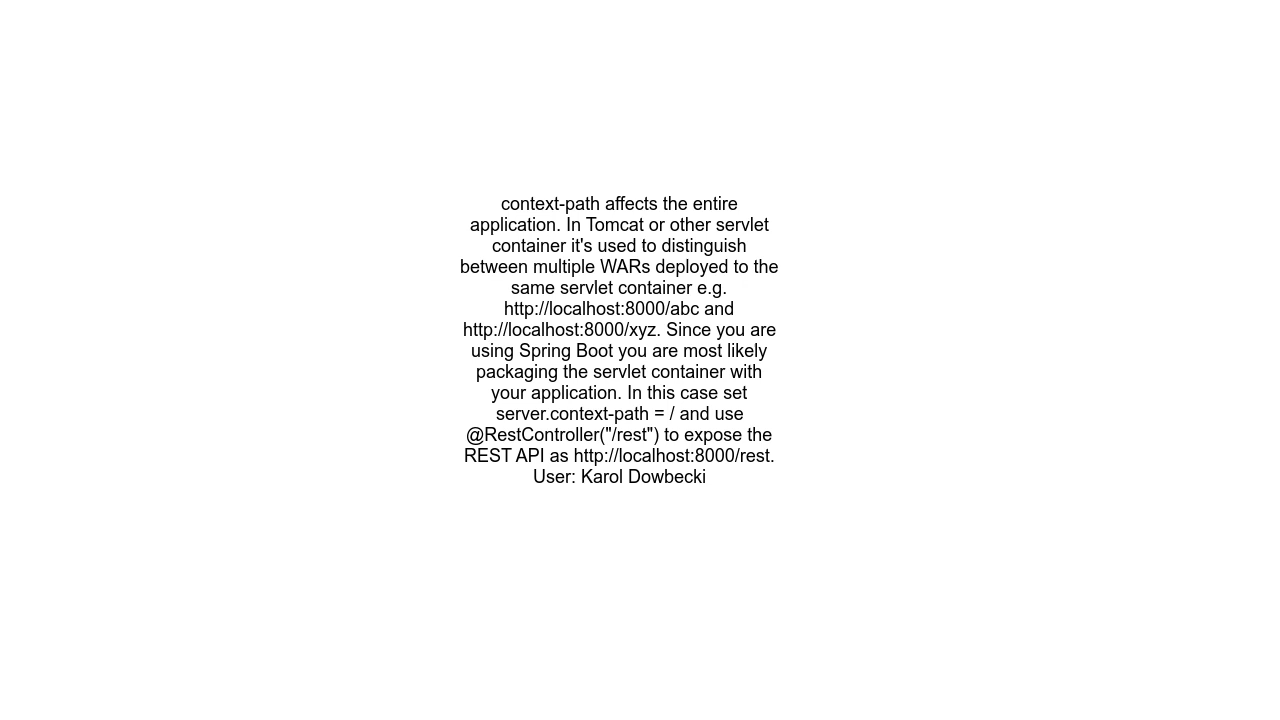 context-path affects the entire
application. In Tomcat or other servlet
container it's used to distinguish
between multiple WARs deployed to the
same servlet container e.g.
http://localhost:8000/abc and
http://localhost:8000/xyz. Since you are
using Spring Boot you are most likely
packaging the servlet container with
your application. In this case set
server.context-path = / and use
@RestController("/rest") to expose the
REST API as http://localhost:8000/rest.
User: Karol Dowbecki